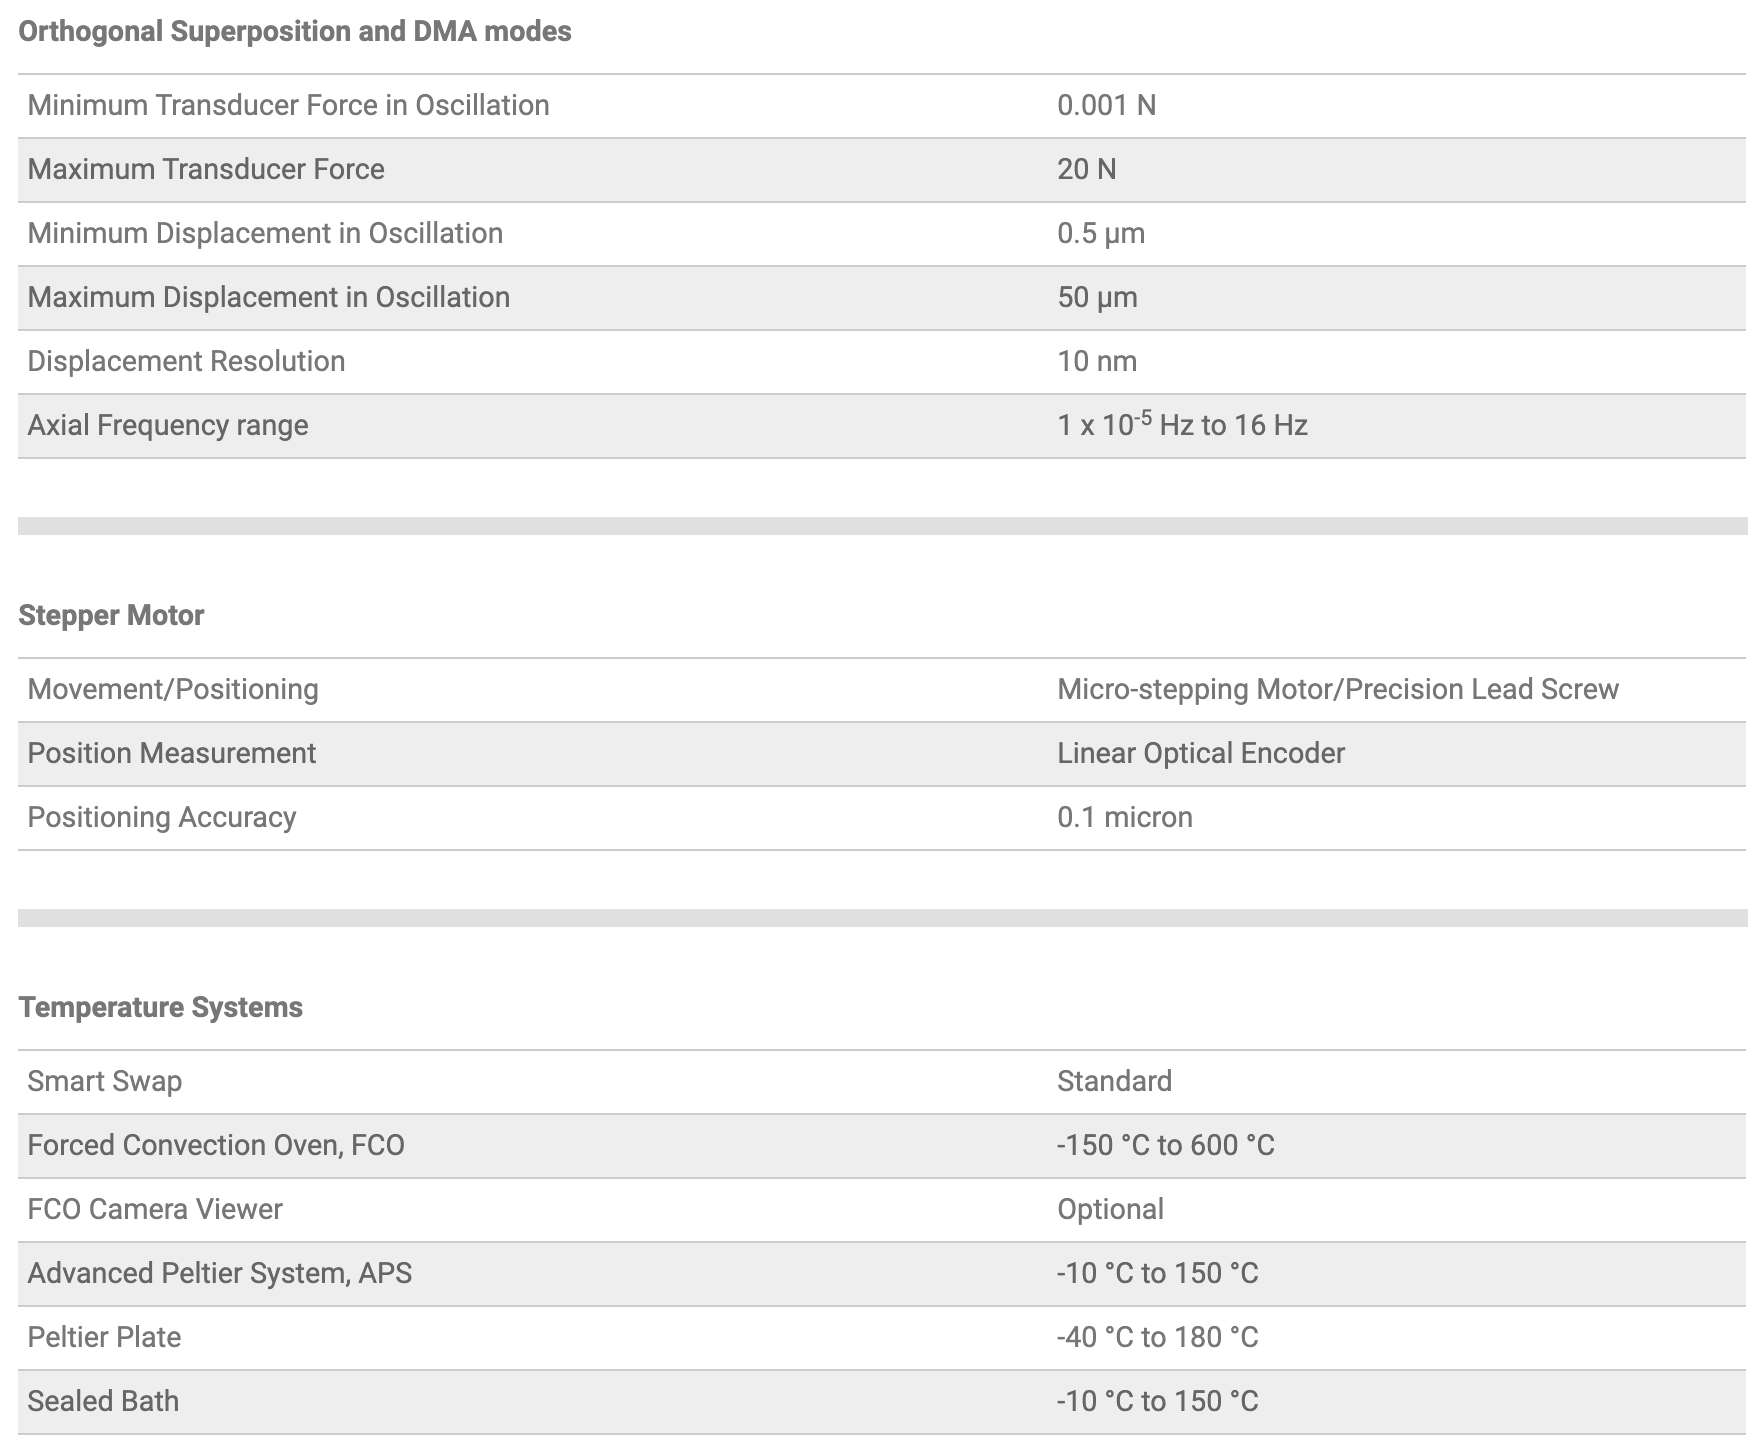 Orthogonal Superposition and DMA modes
Minimum Transducer Force in Oscillation 0.001 N
Maximum Transducer Force 20 N
Minimum Displacement in Oscillation 0.5 µm
Maximum Displacement in Oscillation 50 µm
Displacement Resolution 10 nm
Axial Frequency range 1 x 10⁻⁵ Hz to 16 Hz
Stepper Motor
Movement/Positioning Micro-stepping Motor/Precision Lead Screw
Position Measurement Linear Optical Encoder
Positioning Accuracy 0.1 micron
Temperature Systems
Smart Swap Standard
Forced Convection Oven, FCO -150 °C to 600 °C
FCO Camera Viewer Optional
Advanced Peltier System, APS -10 °C to 150 °C
Peltier Plate -40 °C to 180 °C
Sealed Bath -10 °C to 150 °C